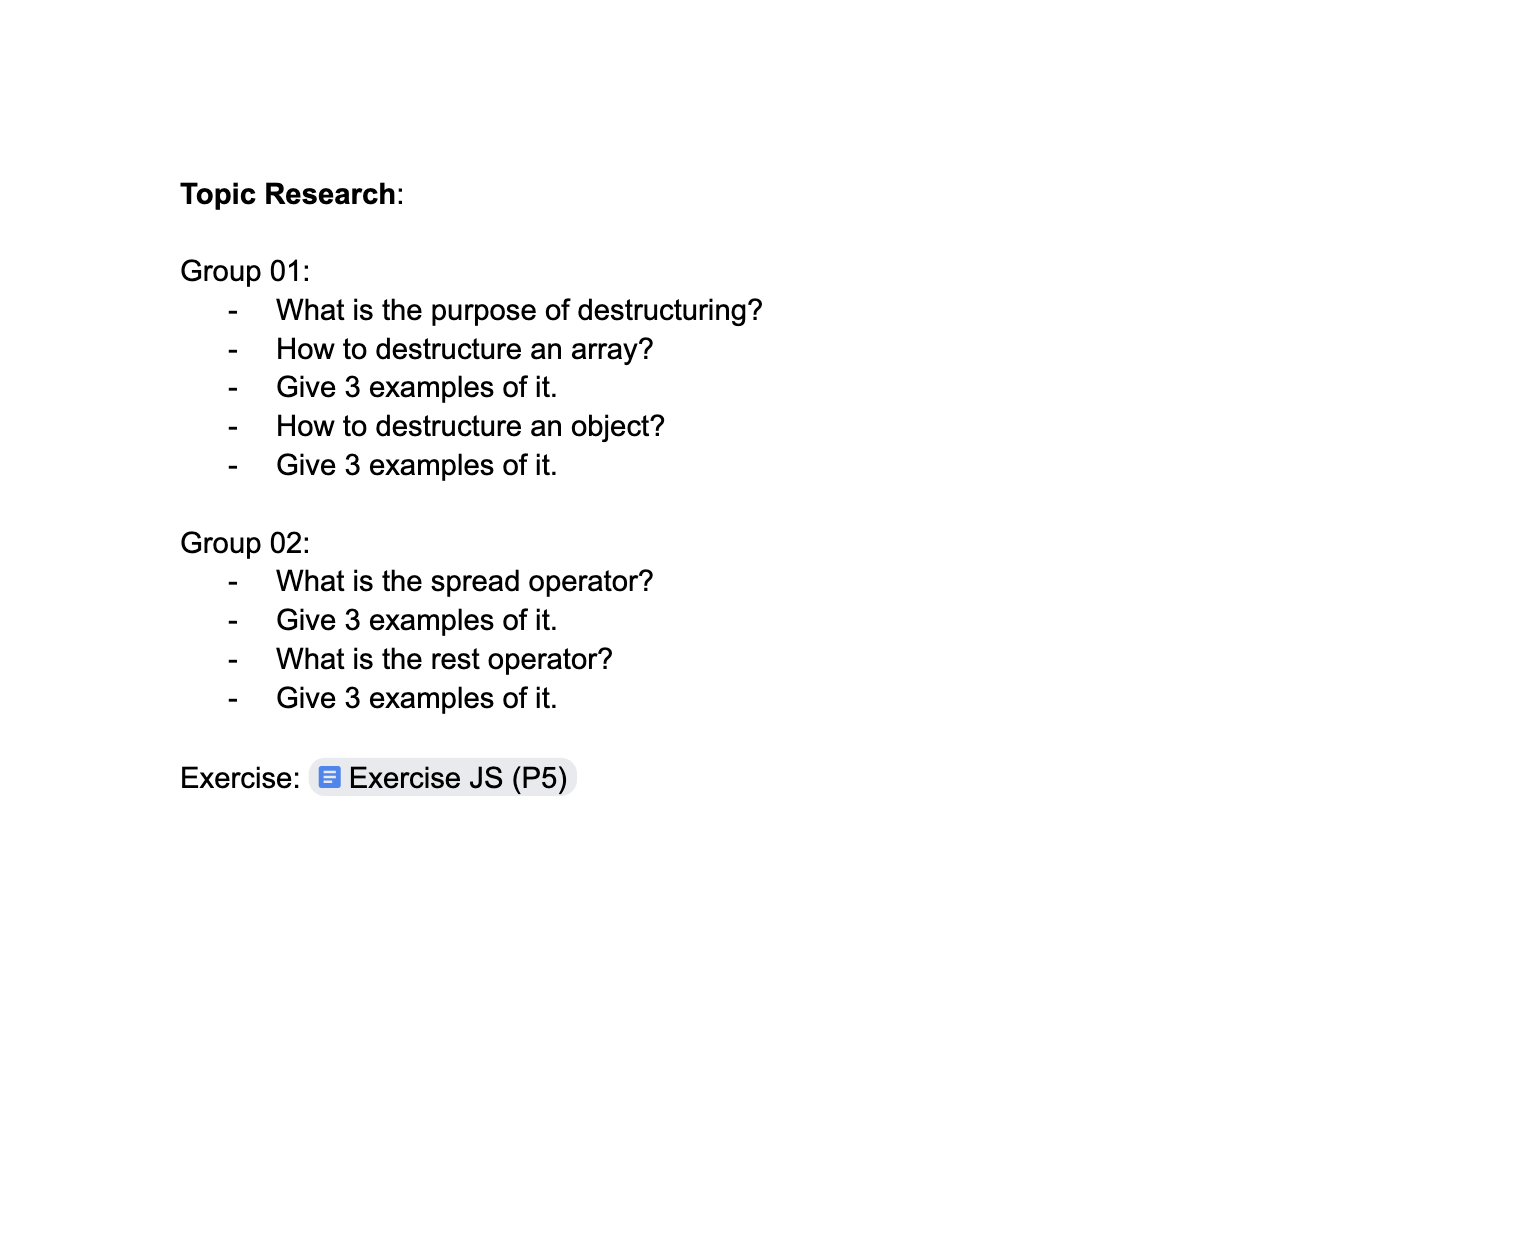 Topic Research:
Group 01:
- What is the purpose of destructuring?
- How to destructure an array?
- Give 3 examples of it.
- How to destructure an object?
- Give 3 examples of it.
Group 02:
- What is the spread operator?
- Give 3 examples of it.
- What is the rest operator?
- Give 3 examples of it.
Exercise: Exercise JS (P5)